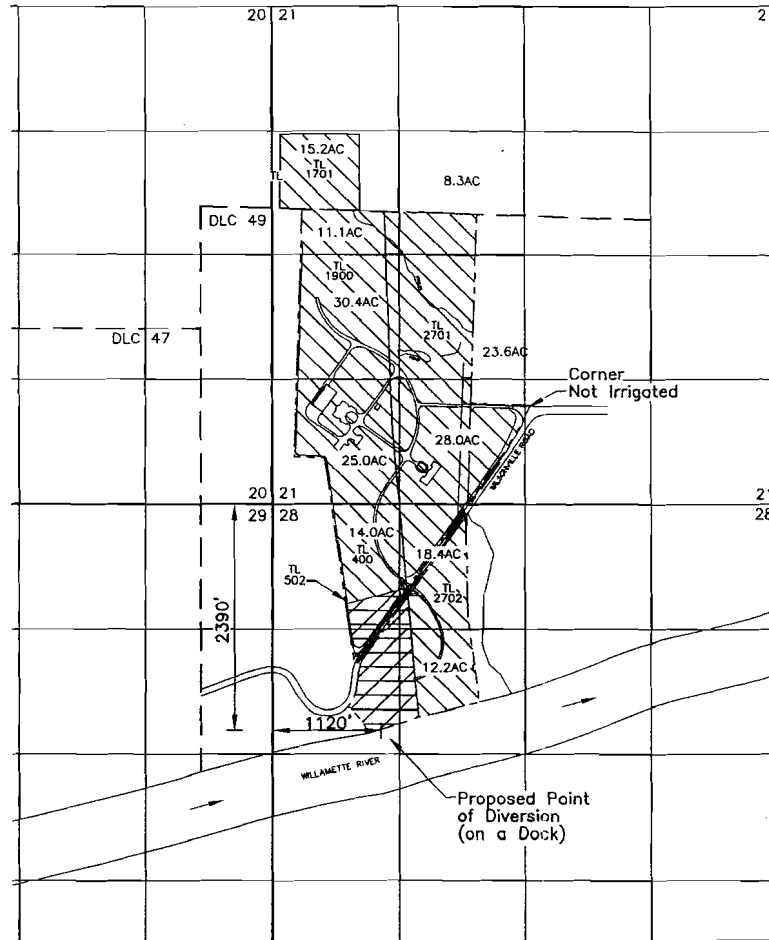 20 21
2
15.2AC
TL
1701
TL
8.3AC
DLC 49
11.1AC
TL
1900
30.4AC
TL
2701
DLC 47
23.6AC
Corner
Not Irrigated
28.0AC
25.0AC
WILSONVILLE ROAD
20 21
21
29 28
28
14.0AC
TL
400
18.4AC
TL
502
TL
2702
2390'
12.2AC
1120'
WILLAMETTE RIVER
Proposed Point
of Diversion
(on a Dock)